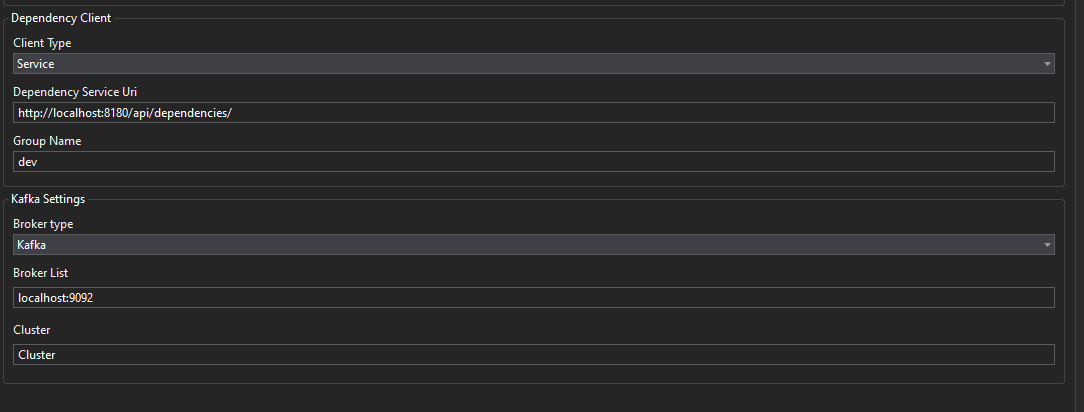 Dependency Client
Client Type
Service
Dependency Service Uri
http://localhost:8180/api/dependencies/
Group Name
dev
Kafka Settings
Broker type
Kafka
Broker List
localhost:9092
Cluster
Cluster